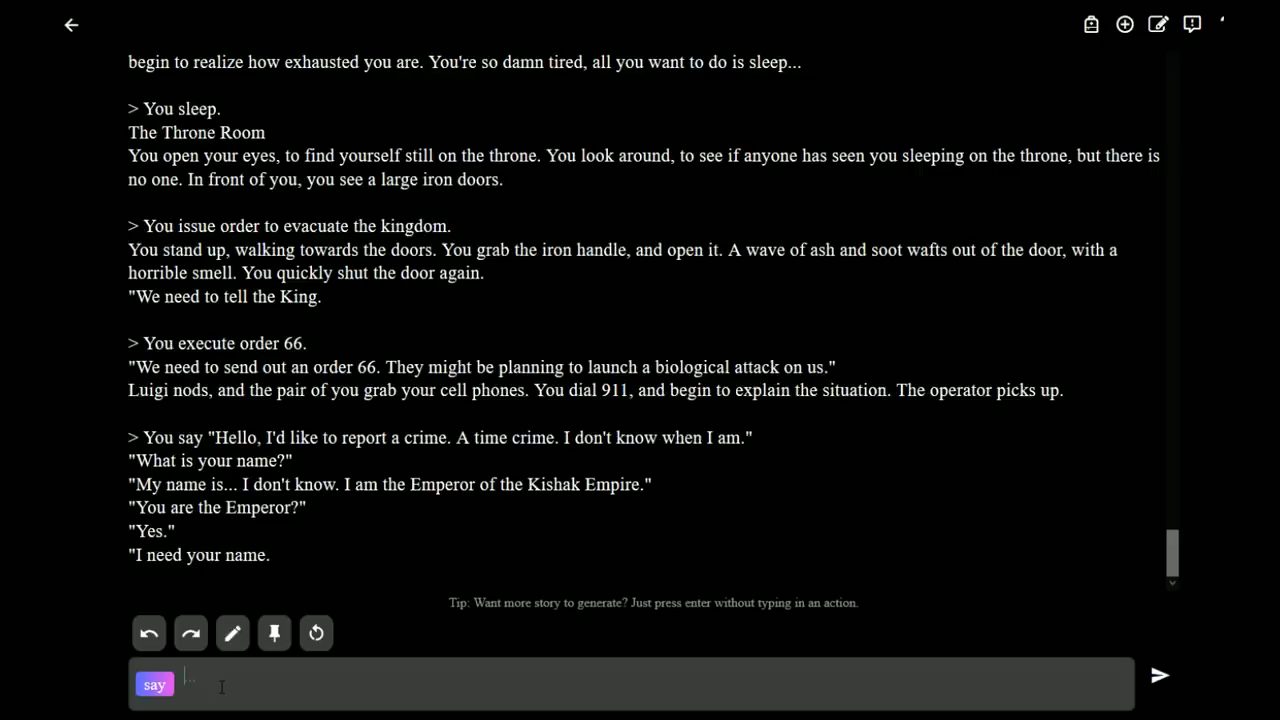 begin to realize how exhausted you are. You're so damn tired, all you want to do is sleep...
> You sleep.
The Throne Room
You open your eyes, to find yourself still on the throne. You look around, to see if anyone has seen you sleeping on the throne, but there is
no one. In front of you, you see a large iron doors.
> You issue order to evacuate the kingdom.
You stand up, walking towards the doors. You grab the iron handle, and open it. A wave of ash and soot wafts out of the door, with a
horrible smell. You quickly shut the door again.
"We need to tell the King.
> You execute order 66.
"We need to send out an order 66. They might be planning to launch a biological attack on us."
Luigi nods, and the pair of you grab your cell phones. You dial 911, and begin to explain the situation. The operator picks up.
> You say "Hello, I'd like to report a crime. A time crime. I don't know when I am."
"What is your name?"
"My name is... I don't know. I am the Emperor of the Kishak Empire."
"You are the Emperor?"
"Yes."
"I need your name.
Tip: Want more story to generate? Just press enter without typing in an action.
say ...